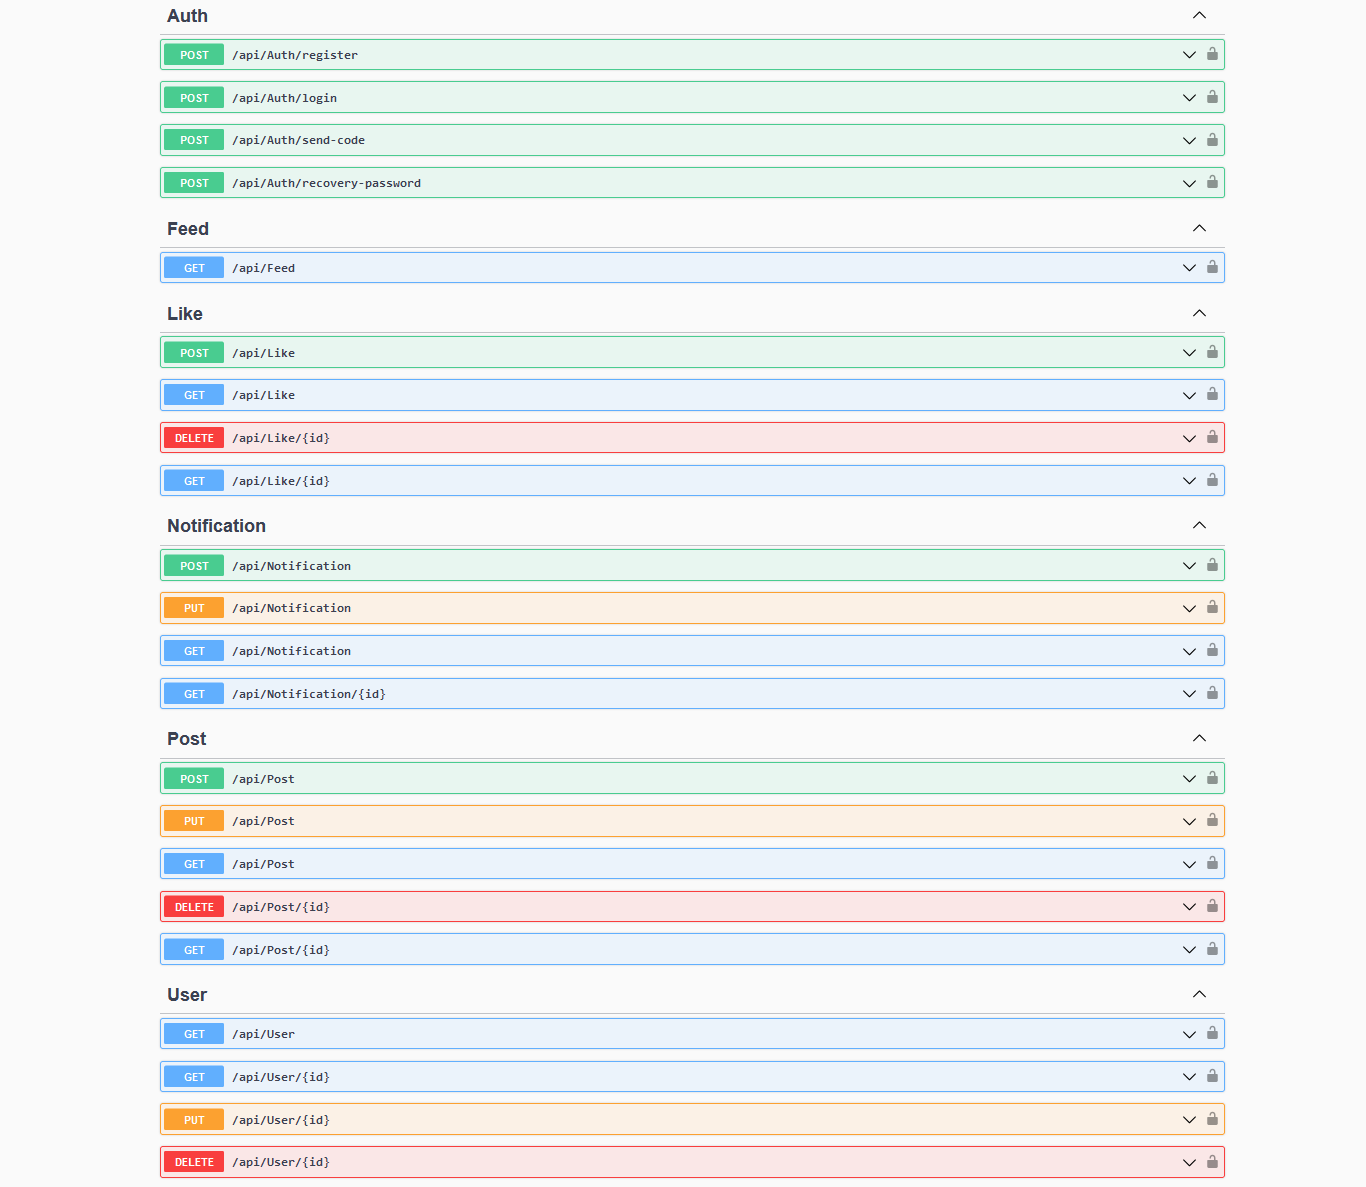 Auth
POST /api/Auth/register
POST /api/Auth/login
POST /api/Auth/send-code
POST /api/Auth/recovery-password
Feed
GET /api/Feed
Like
POST /api/Like
GET /api/Like
DELETE /api/Like/{id}
GET /api/Like/{id}
Notification
POST /api/Notification
PUT /api/Notification
GET /api/Notification
GET /api/Notification/{id}
Post
POST /api/Post
PUT /api/Post
GET /api/Post
DELETE /api/Post/{id}
GET /api/Post/{id}
User
GET /api/User
GET /api/User/{id}
PUT /api/User/{id}
DELETE /api/User/{id}